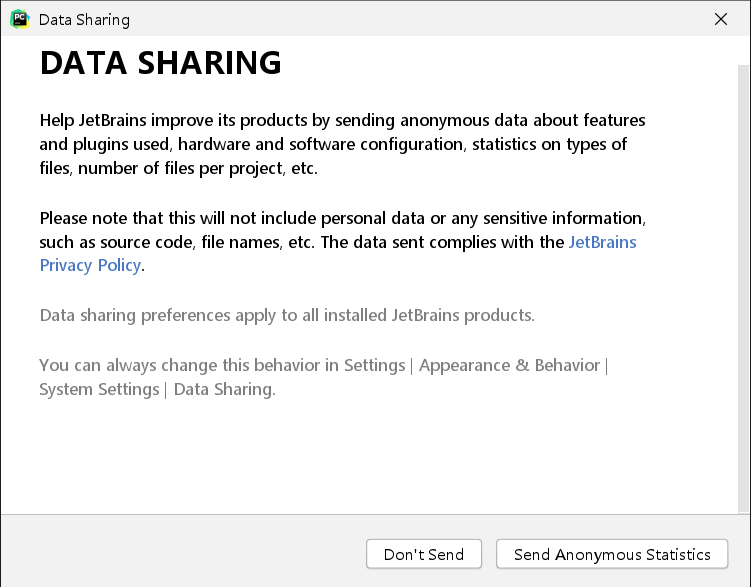 PC
Data Sharing
DATA SHARING
Help JetBrains improve its products by sending anonymous data about features
and plugins used, hardware and software configuration, statistics on types of
files, number of files per project, etc.
Please note that this will not include personal data or any sensitive information,
such as source code, file names, etc. The data sent complies with the JetBrains
Privacy Policy.
Data sharing preferences apply to all installed JetBrains products.
You can always change this behavior in Settings | Appearance & Behavior |
System Settings | Data Sharing.
Don't Send
Send Anonymous Statistics